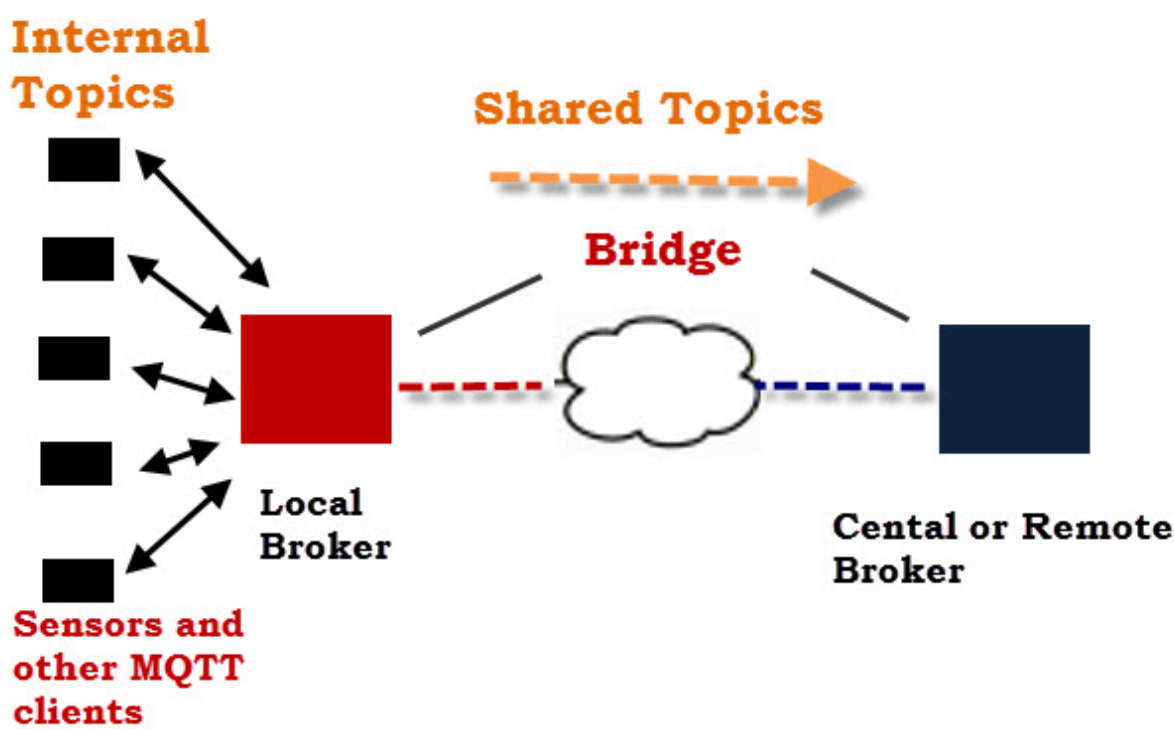 Internal
Topics
Shared Topics
Bridge
Local
Broker
Cental or Remote
Broker
Sensors and
other MQTT
clients